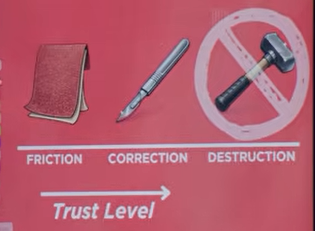 FRICTION CORRECTION DESTRUCTION
Trust Level